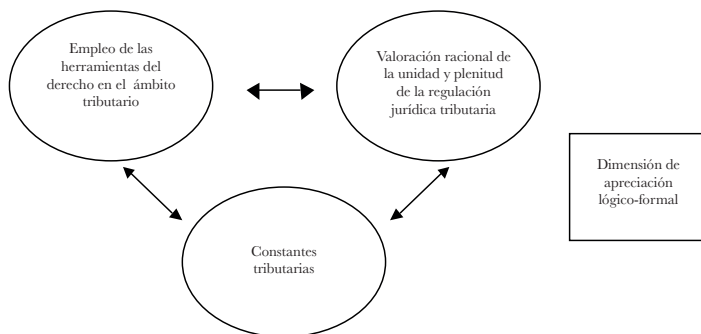 Empleo de las
herramientas del
derecho en el ámbito
tributario
Valoración racional de
la unidad y plenitud
de la regulación
jurídica tributaria
Constantes
tributarias
Dimensión de
apreciación
lógico-formal